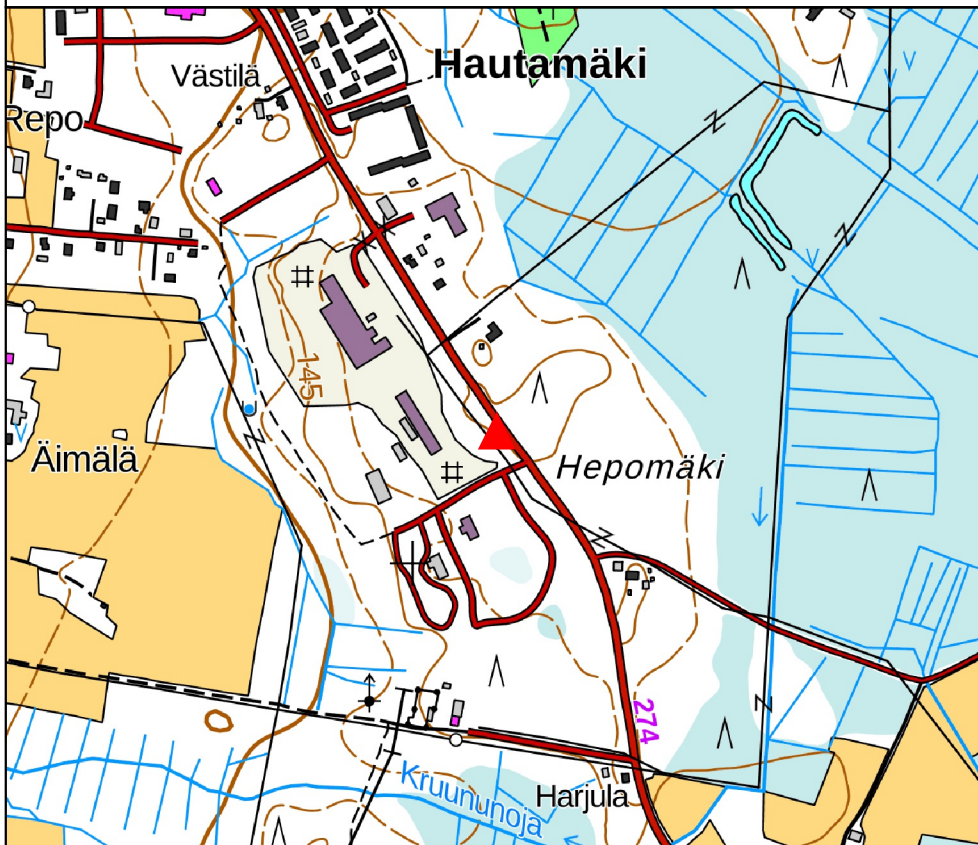 Hautamäki
Västilä
Repo
145
Äimälä
Hepomäki
274
Kruununoja
Harjula